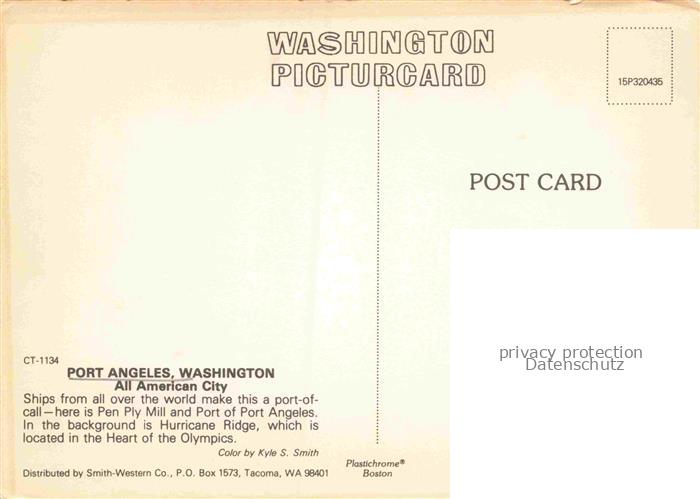 WASHINGTON
PICTURCARD
15P320435
POST CARD
privacy protection
Datenschutz
CT-1134
PORT ANGELES, WASHINGTON
All American City
Ships from all over the world make this a port-of-
call—here is Pen Ply Mill and Port of Port Angeles.
In the background is Hurricane Ridge, which is
located in the Heart of the Olympics.
Color by Kyle S. Smith
Distributed by Smith-Western Co., P.O. Box 1573, Tacoma, WA 98401
Plastichrome®
Boston